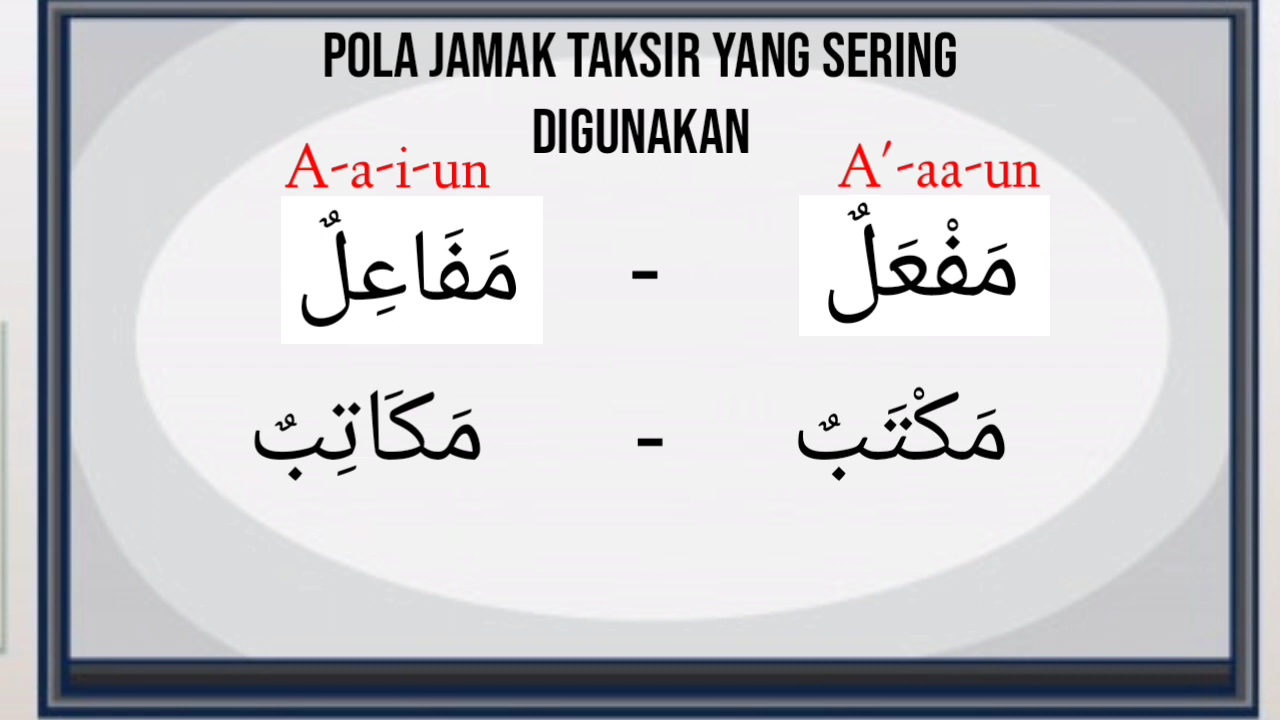 POLA JAMAK TAKSIR YANG SERING
DIGUNAKAN
A-a-i-un A'-aa-un
مَفْعَلٌ - مَفَاعِلٌ
مَكْتَبٌ - مَكَاتِبٌ